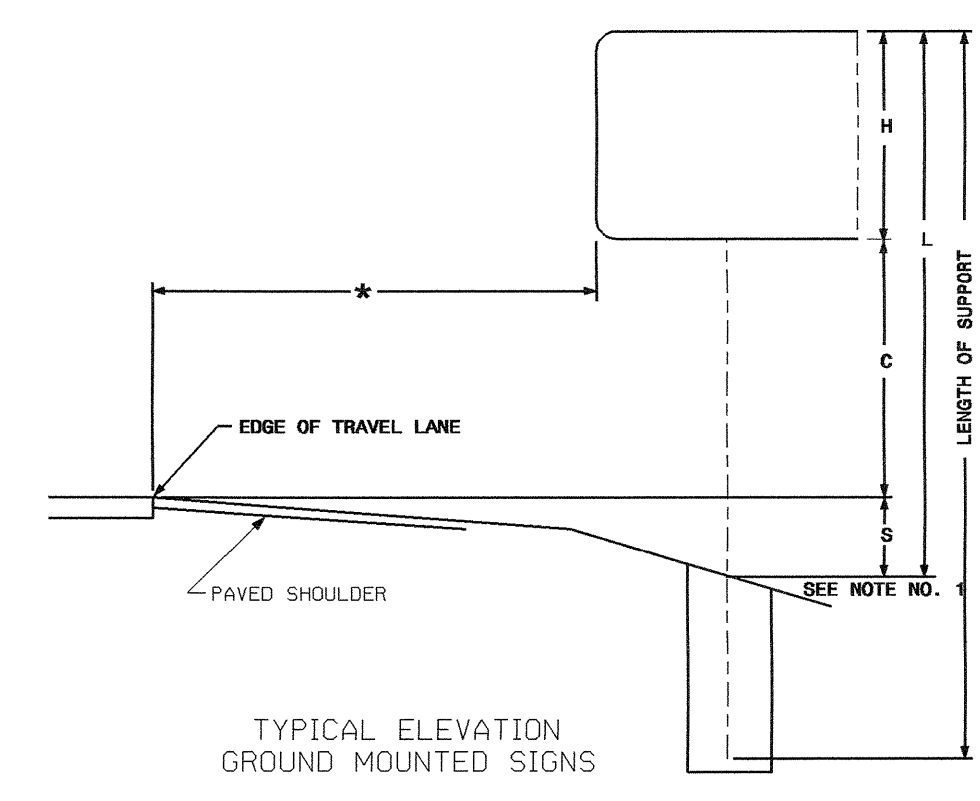 H
L
LENGTH OF SUPPORT
*
C
EDGE OF TRAVEL LANE
S
SEE NOTE NO. 1
PAVED SHOULDER
TYPICAL ELEVATION
GROUND MOUNTED SIGNS